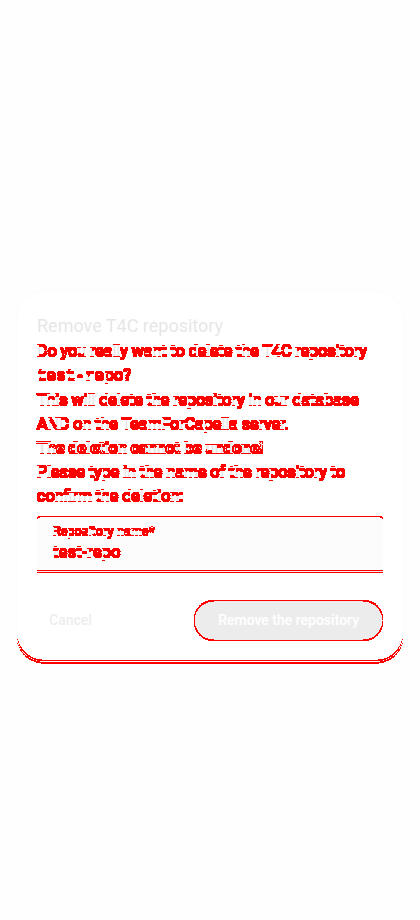 Remove T4C repository
Do you really want to delete the T4C repository
test-repo?
This will delete the repository in our database
AND on the TeamForCapella server.
The deletion cannot be undone!
Please type in the name of the repository to
confirm the deletion:
Repository name*
test-repo
Cancel
Remove the repository